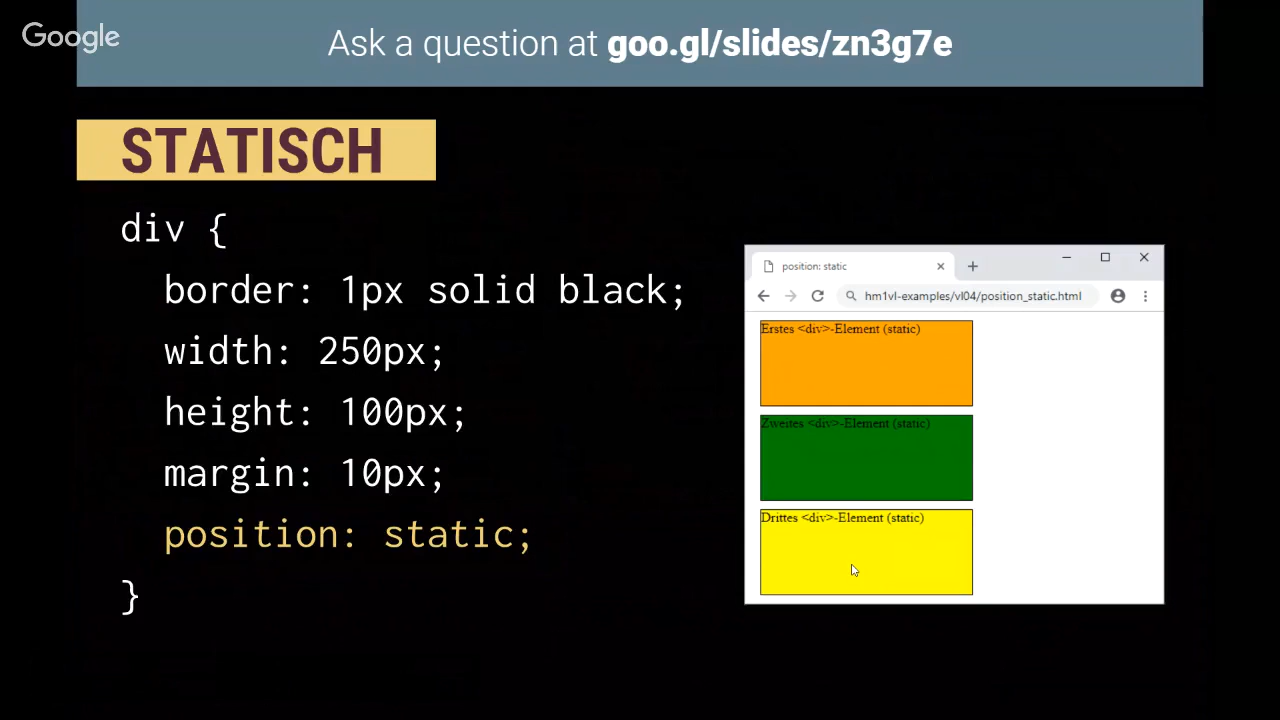 Google
Ask a question at goo.gl/slides/zn3g7e
STATISCH
div {
border: 1px solid black;
width: 250px;
height: 100px;
margin: 10px;
position: static;
}
position: static
hm1vl-examples/vl04/position_static.html
Erstes <div>-Element (static)
Zweites <div>-Element (static)
Drittes <div>-Element (static)